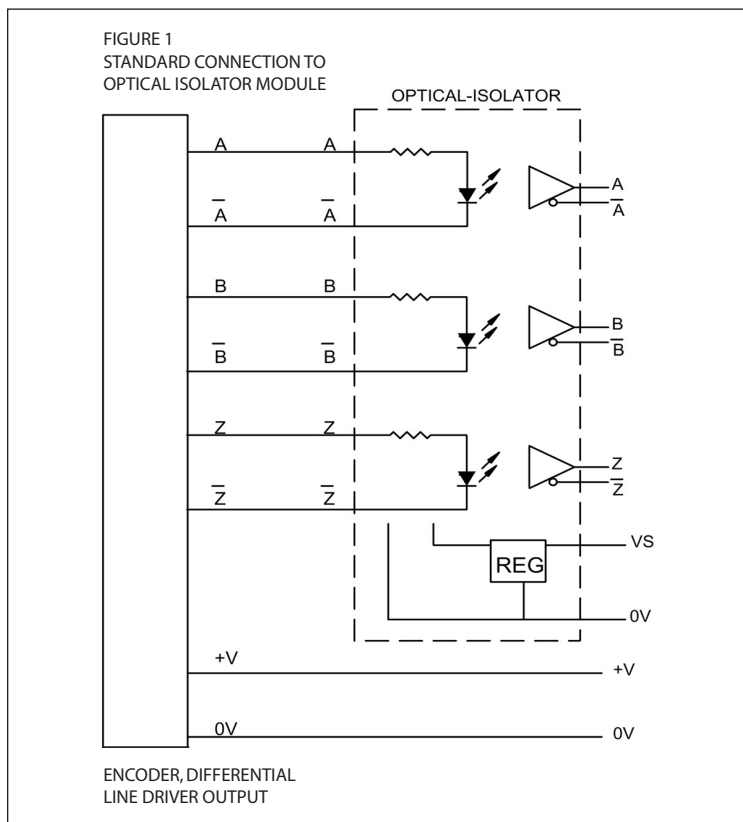 FIGURE 1
STANDARD CONNECTION TO
OPTICAL ISOLATOR MODULE
OPTICAL-ISOLATOR
A A
A
A̅
A̅ A̅
B B
B
B̅
B̅ B̅
Z Z
Z
Z̅
Z̅ Z̅
VS
REG
0V
+V
+V
0V
0V
ENCODER, DIFFERENTIAL
LINE DRIVER OUTPUT